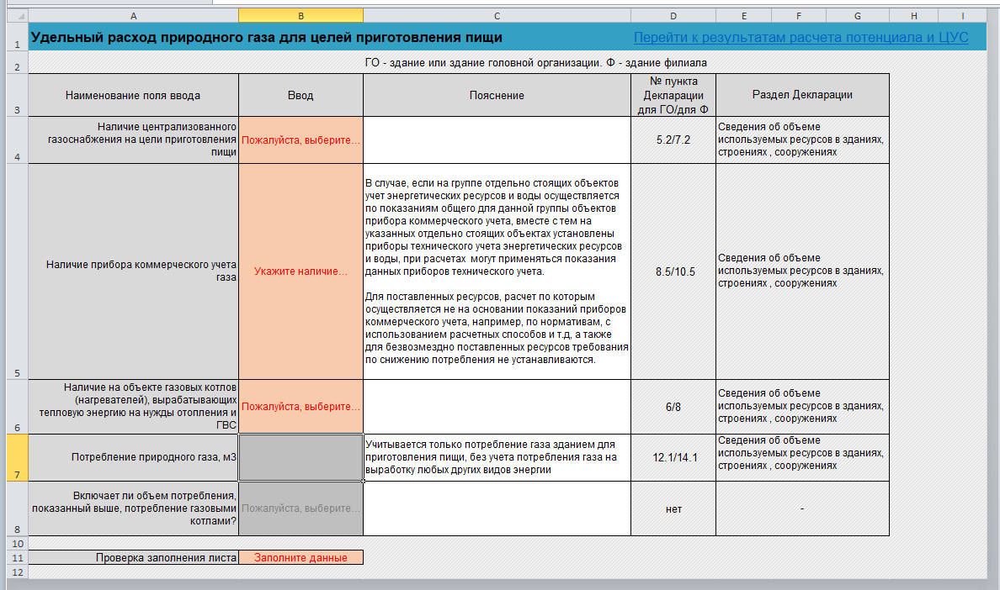 A B C D E F G H I
1 Удельный расход природного газа для целей приготовления пищи Перейти к результатам расчета потенциала и ЦУС
2 ГО - здание или здание головной организации. Ф - здание филиала
3
Наименование поля ввода
Ввод
Пояснение
№ пункта
Декларации
для ГО/для Ф
Раздел Декларации
4
Наличие централизованного
газоснабжения на цели приготовления
пищи
Пожалуйста, выберите...
5.2/7.2
Сведения об объеме
используемых ресурсов в зданиях,
строениях , сооружениях
5
Наличие прибора коммерческого учета
газа
Укажите наличие...
В случае, если на группе отдельно стоящих объектов
учет энергетических ресурсов и воды осуществляется
по показаниям общего для данной группы объектов
прибора коммерческого учета, вместе с тем на
указанных отдельно стоящих объектах установлены
приборы технического учета энергетических ресурсов
и воды, при расчетах могут применяться показания
данных приборов технического учета.
Для поставленных ресурсов, расчет по которым
осуществляется не на основании показаний приборов
коммерческого учета, например, по нормативам, с
использованием расчетных способов и т.д, а также
для безвозмездно поставленных ресурсов требования
по снижению потребления не устанавливаются.
8.5/10.5
Сведения об объеме
используемых ресурсов в зданиях,
строениях , сооружениях
6
Наличие на объекте газовых котлов
(нагревателей), вырабатывающих
тепловую энергию на нужды отопления и
ГВС
Пожалуйста, выберите...
6/8
Сведения об объеме
используемых ресурсов в зданиях,
строениях , сооружениях
7
Потребление природного газа, м3
Учитывается только потребление газа зданием для
приготовления пищи, без учета потребления газа на
выработку любых других видов энергии
12.1/14.1
Сведения об объеме
используемых ресурсов в зданиях,
строениях , сооружениях
8
Включает ли объем потребления,
показанный выше, потребление газовыми
котлами?
Пожалуйста, выберите...
нет
-
10
11 Проверка заполнения листа Заполните данные
12